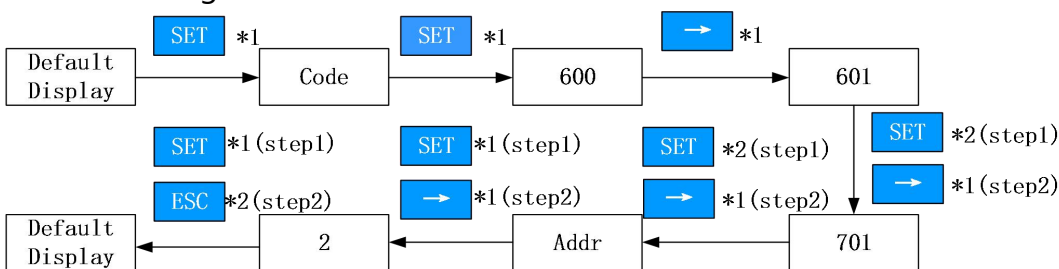 SET *1
SET *1
→ *1
Default
Display
Code
600
601
SET *1(step1)
SET *1(step1)
SET *2(step1)
SET *2(step1)
ESC *2(step2)
→ *1(step2)
→ *1(step2)
→ *1(step2)
Default
Display
2
Addr
701